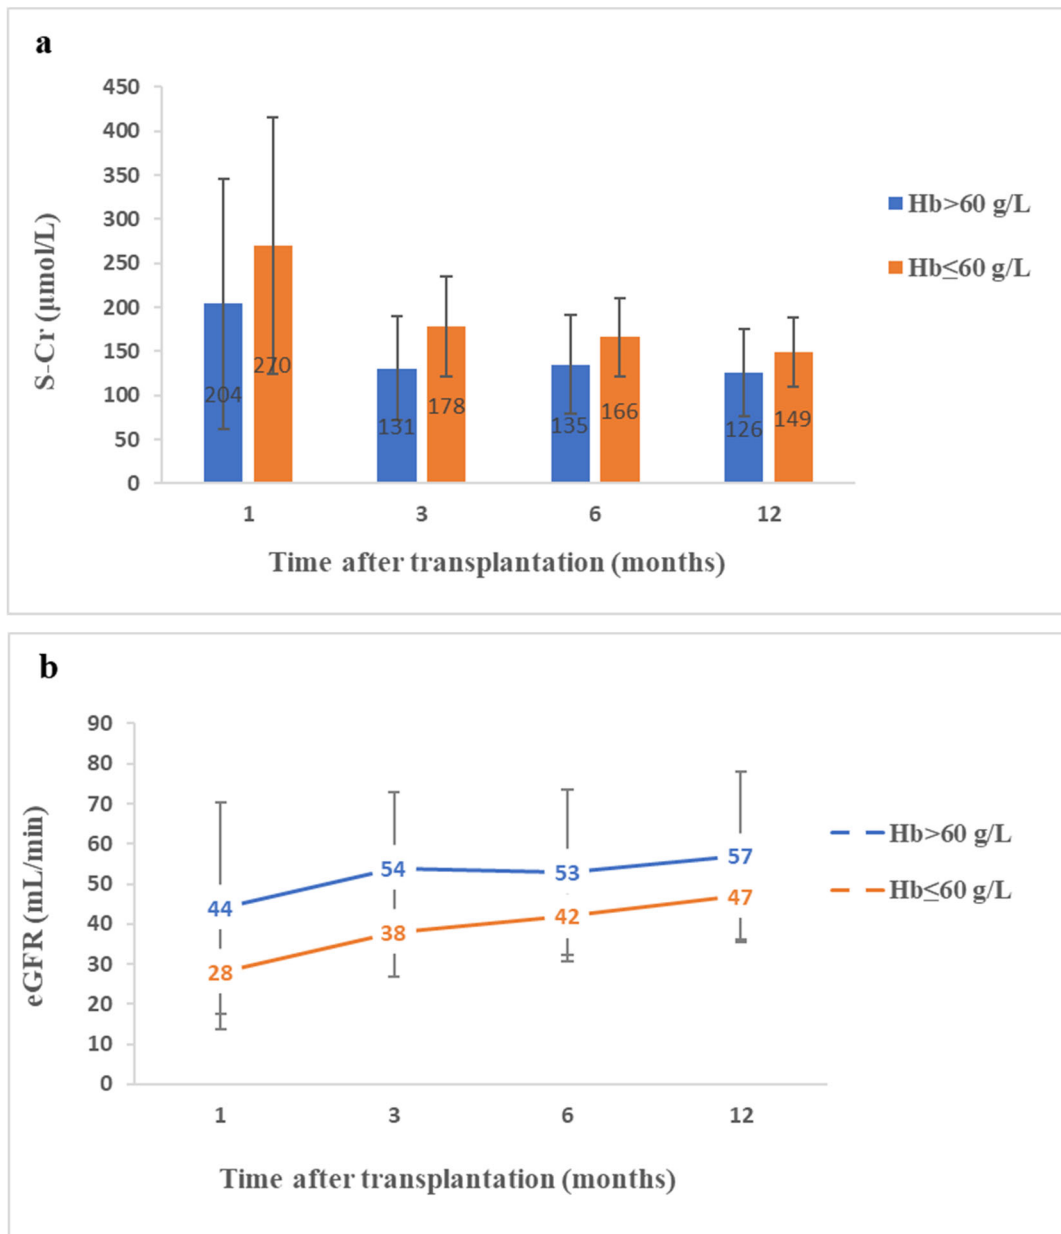 a
450
400
350
300
250
200
150
100
50
0
S-Cr (µmol/L)
204
270
131
178
135
166
126
149
Hb>60 g/L
Hb≤60 g/L
1 3 6 12
Time after transplantation (months)
b
90
80
70
60
50
40
30
20
10
0
eGFR (mL/min)
44 54 53 57
28 38 42 47
Hb>60 g/L
Hb≤60 g/L
1 3 6 12
Time after transplantation (months)